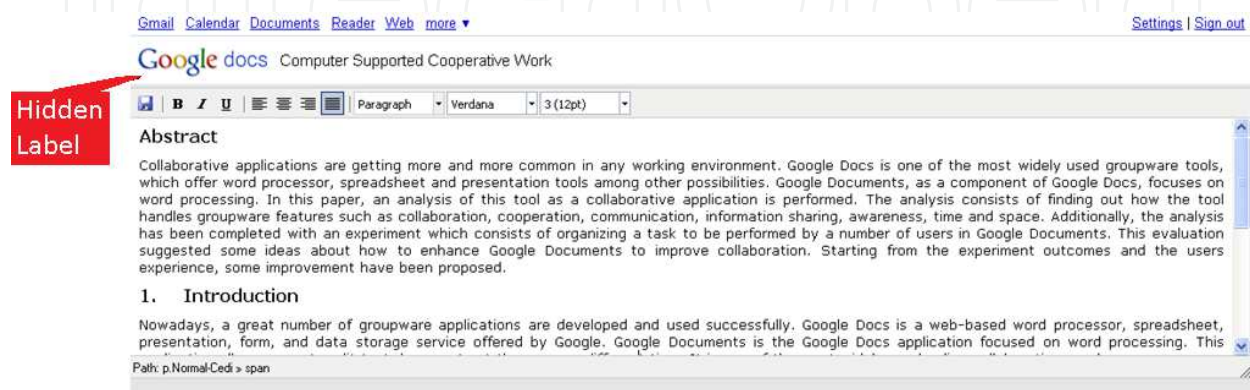 Gmail Calendar Documents Reader Web more ▼ Settings | Sign out
Google docs Computer Supported Cooperative Work
Hidden
Label
B I U Paragraph Verdana 3 (12pt)
Abstract
Collaborative applications are getting more and more common in any working environment. Google Docs is one of the most widely used groupware tools,
which offer word processor, spreadsheet and presentation tools among other possibilities. Google Documents, as a component of Google Docs, focuses on
word processing. In this paper, an analysis of this tool as a collaborative application is performed. The analysis consists of finding out how the tool
handles groupware features such as collaboration, cooperation, communication, information sharing, awareness, time and space. Additionally, the analysis
has been completed with an experiment which consists of organizing a task to be performed by a number of users in Google Documents. This evaluation
suggested some ideas about how to enhance Google Documents to improve collaboration. Starting from the experiment outcomes and the users
experience, some improvement have been proposed.
1. Introduction
Nowadays, a great number of groupware applications are developed and used successfully. Google Docs is a web-based word processor, spreadsheet,
presentation, form, and data storage service offered by Google. Google Documents is the Google Docs application focused on word processing. This
Path: p.Normal-Cedi » span